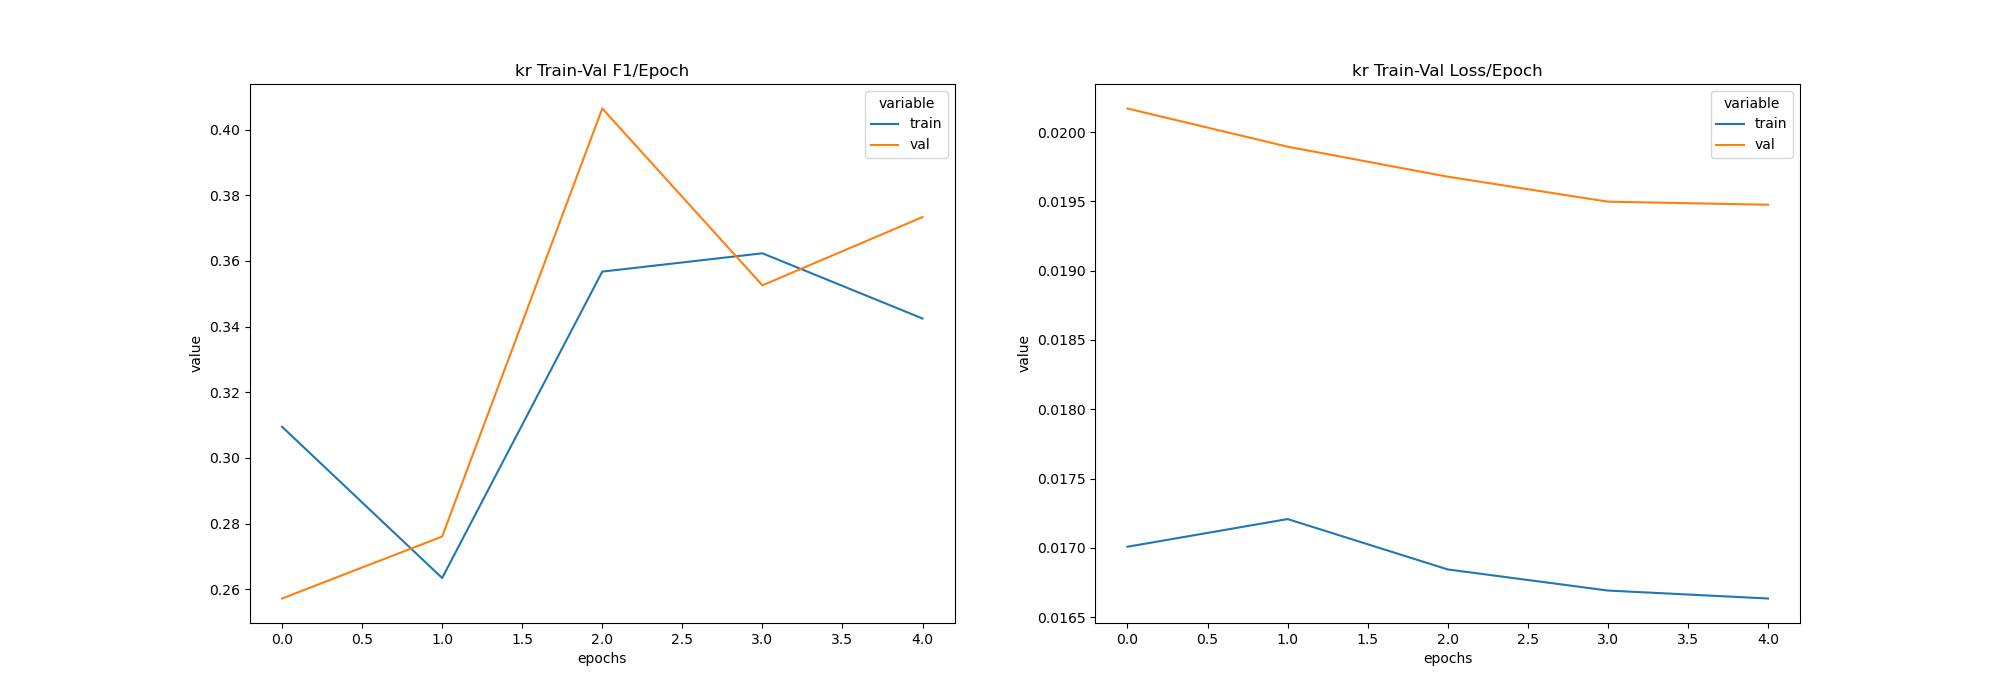 kr Train-Val F1/Epoch
variable
train
val
0.40
0.38
0.36
0.34
0.32
0.30
0.28
0.26
value
0.0 0.5 1.0 1.5 2.0 2.5 3.0 3.5 4.0
epochs
kr Train-Val Loss/Epoch
variable
train
val
0.0200
0.0195
0.0190
0.0185
0.0180
0.0175
0.0170
0.0165
value
0.0 0.5 1.0 1.5 2.0 2.5 3.0 3.5 4.0
epochs